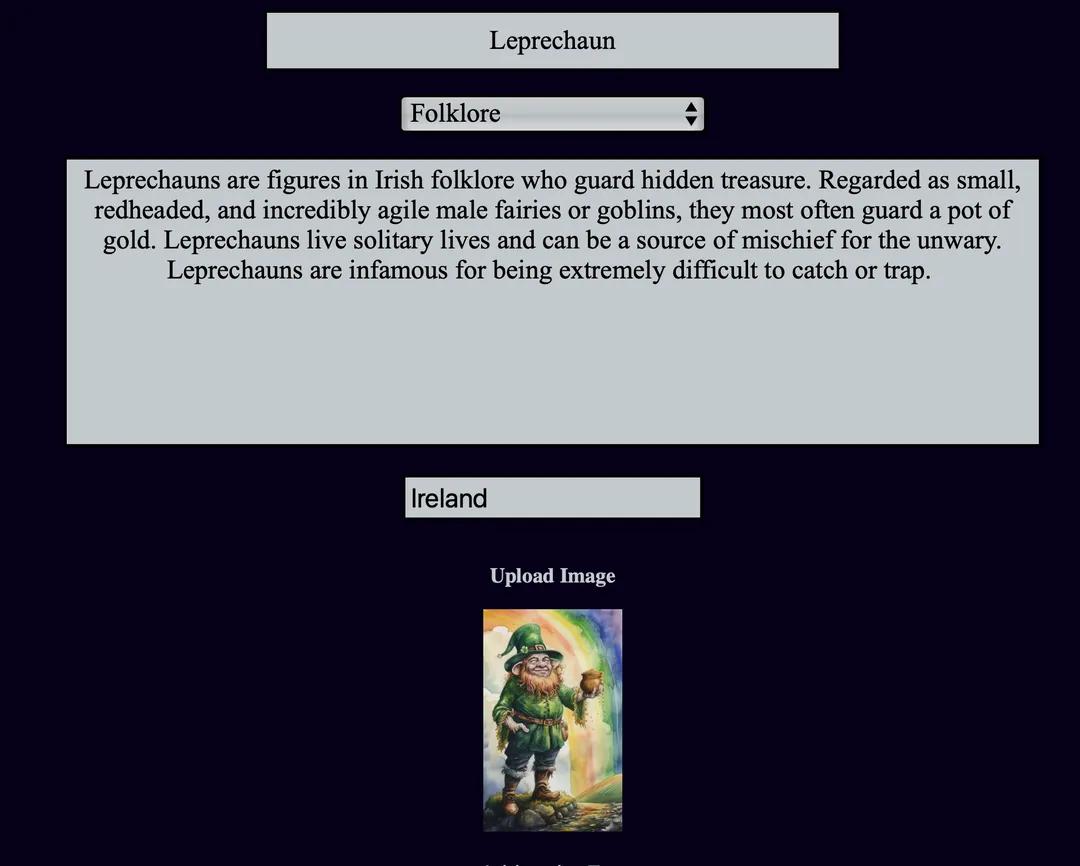 Leprechaun
Folklore
Leprechauns are figures in Irish folklore who guard hidden treasure. Regarded as small,
redheaded, and incredibly agile male fairies or goblins, they most often guard a pot of
gold. Leprechauns live solitary lives and can be a source of mischief for the unwary.
Leprechauns are infamous for being extremely difficult to catch or trap.
Ireland
Upload Image